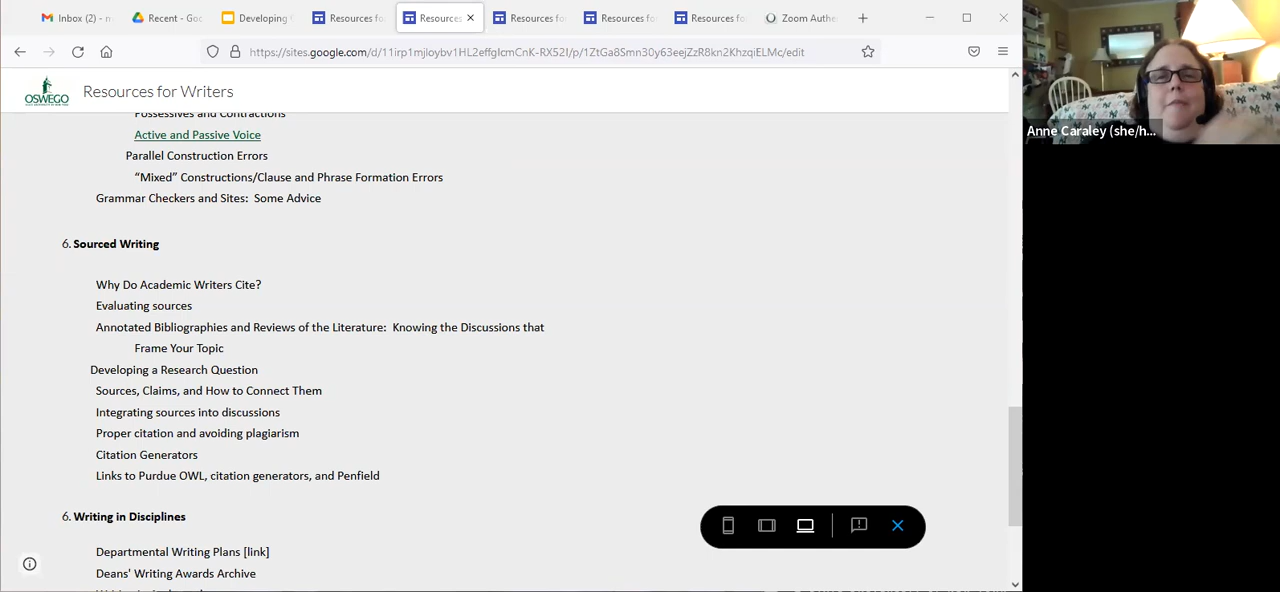 Inbox (2) - n
Recent - Goo
Developing
Resources fo
Resources
Resources fo
Resources fo
Resources fo
Zoom Authe
https://sites.google.com/d/11irp1mjloybv1HL2effgIcmCnK-RX52I/p/1ZtGa8Smn30y63eejZzR8kn2KhzqiELMc/edit
OSWEGO
Resources for Writers
Possessives and Contractions
Active and Passive Voice
Parallel Construction Errors
“Mixed” Constructions/Clause and Phrase Formation Errors
Grammar Checkers and Sites: Some Advice
6. Sourced Writing
Why Do Academic Writers Cite?
Evaluating sources
Annotated Bibliographies and Reviews of the Literature: Knowing the Discussions that
Frame Your Topic
Developing a Research Question
Sources, Claims, and How to Connect Them
Integrating sources into discussions
Proper citation and avoiding plagiarism
Citation Generators
Links to Purdue OWL, citation generators, and Penfield
6. Writing in Disciplines
Departmental Writing Plans [link]
Deans' Writing Awards Archive
Anne Caraley (she/h...